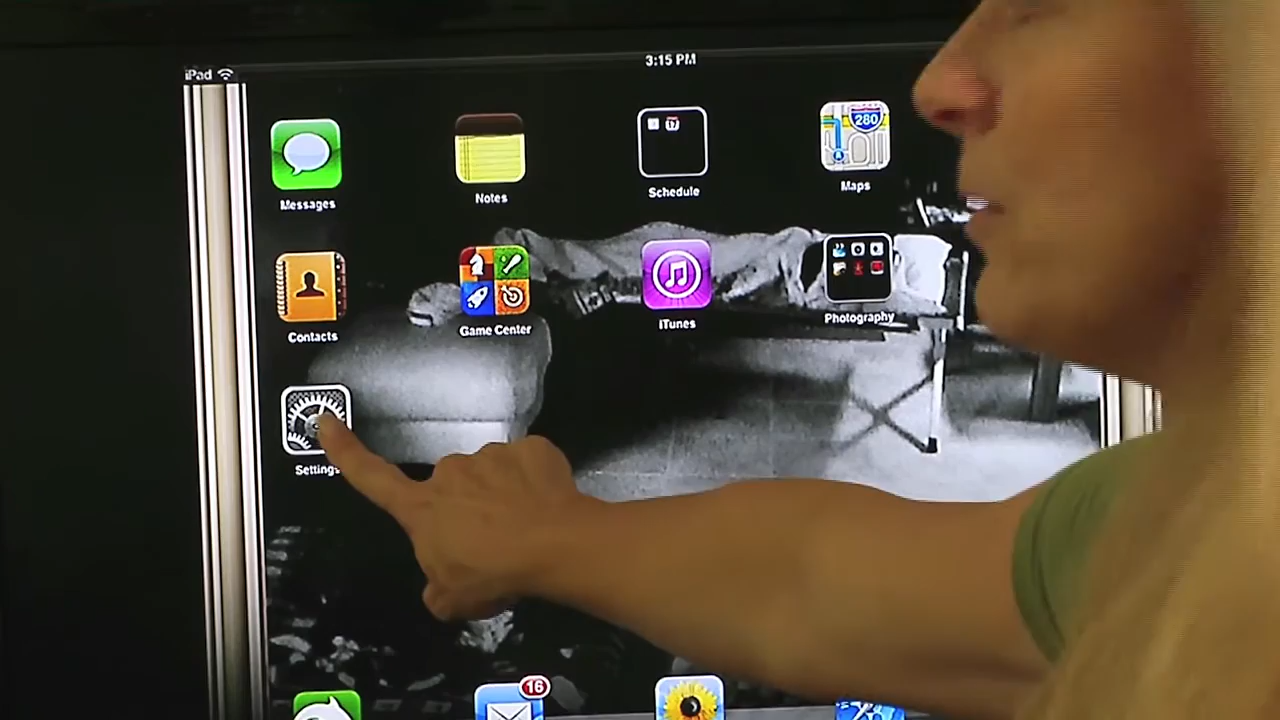 iPad
3:15 PM
280
Messages
Notes
Schedule
Maps
Contacts
Game Center
iTunes
Photography
Settings
16